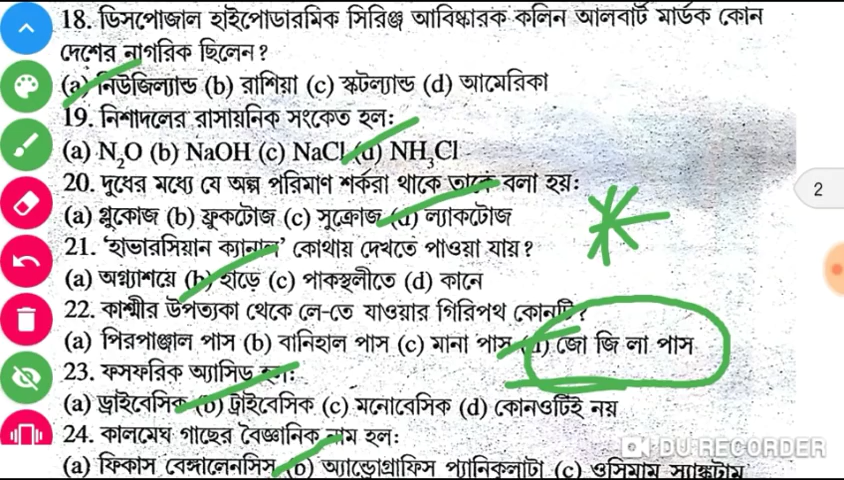 18. ডিসপোজাল হাইপোডারমিক সিরিঞ্জ আবিষ্কারক কলিন আলবার্ট মার্ডক কোন
দেশের নাগরিক ছিলেন?
(a) নিউজিল্যান্ড (b) রাশিয়া (c) স্কটল্যান্ড (d) আমেরিকা
19. নিশাদলের রাসায়নিক সংকেত হল:
(a) N₂O (b) NaOH (c) NaCl (d) NH₃Cl
20. দুধের মধ্যে যে অল্প পরিমাণ শর্করা থাকে তাকে বলা হয়:
(a) গ্লুকোজ (b) ফ্রুকটোজ (c) সুক্রোজ (d) ল্যাকটোজ
2
21. ‘হাভারসিয়ান ক্যানাল’ কোথায় দেখতে পাওয়া যায়?
(a) অগ্ন্যাশয়ে (b) হাড়ে (c) পাকস্থলীতে (d) কানে
22. কাশ্মীর উপত্যকা থেকে লে-তে যাওয়ার গিরিপথ কোনটি?
(a) পিরপাঞ্জাল পাস (b) বানিহাল পাস (c) মানা পাস (d) জো জি লা পাস
23. ফসফরিক অ্যাসিড হল:
(a) ড্রাইবেসিক (b) ট্রাইবেসিক (c) মনোবেসিক (d) কোনওটিই নয়
24. কালমেঘ গাছের বৈজ্ঞানিক নাম হল:
DU RECORDER
(a) ফিকাস বেঙ্গালেনসিস (b) অ্যান্ড্রোগ্রাফিস প্যানিকুলাটা (c) ওসিমাম স্যাঙ্কটাম